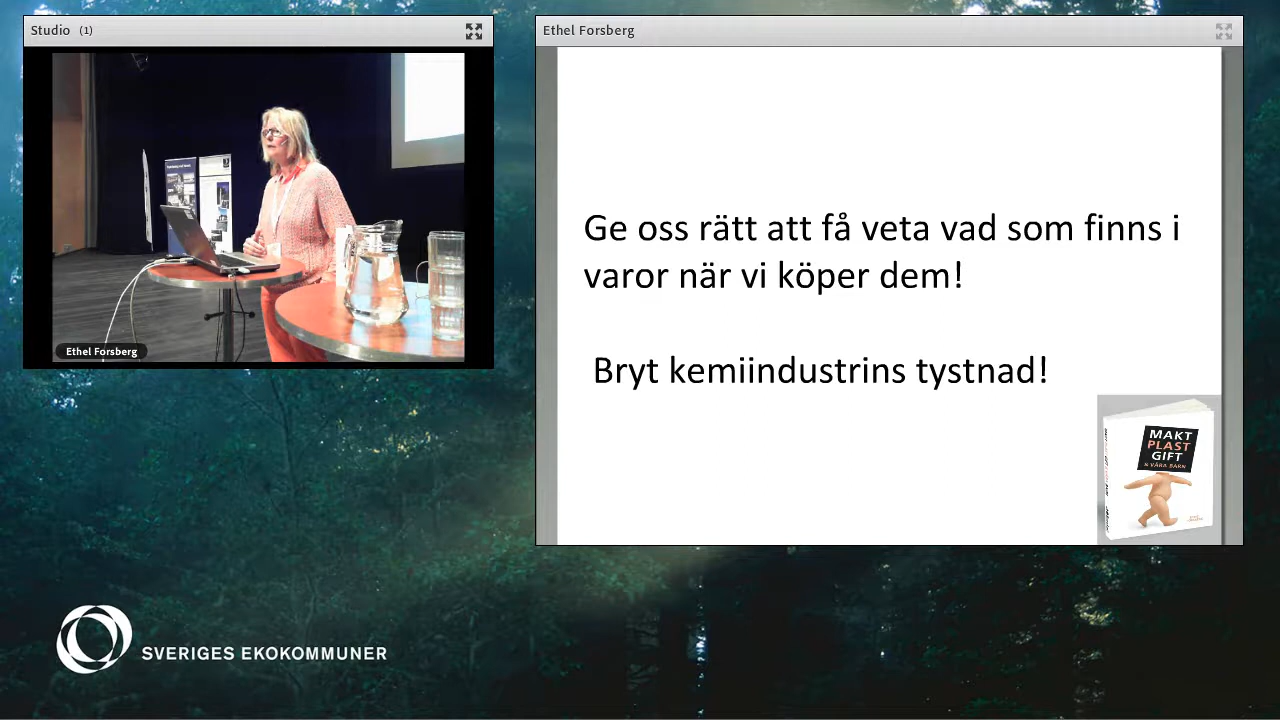 Studio (1)
Ethel Forsberg
Ethel Forsberg
Ge oss rätt att få veta vad som finns i
varor när vi köper dem!
Bryt kemiindustrins tystnad!
MAKT
PLAST
GIFT
& VÅRA BARN
SVERIGES EKOKOMMUNER